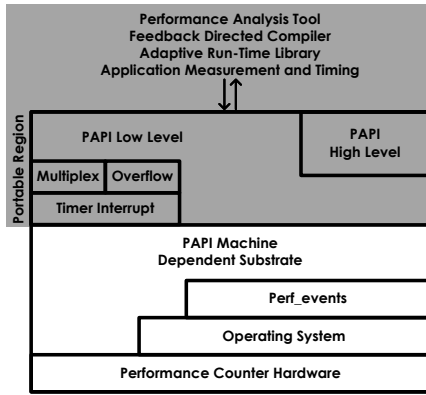 Performance Analysis Tool
Feedback Directed Compiler
Adaptive Run-Time Library
Application Measurement and Timing
Portable Region
PAPI Low Level
PAPI
High Level
Multiplex
Overflow
Timer Interrupt
PAPI Machine
Dependent Substrate
Perf_events
Operating System
Performance Counter Hardware